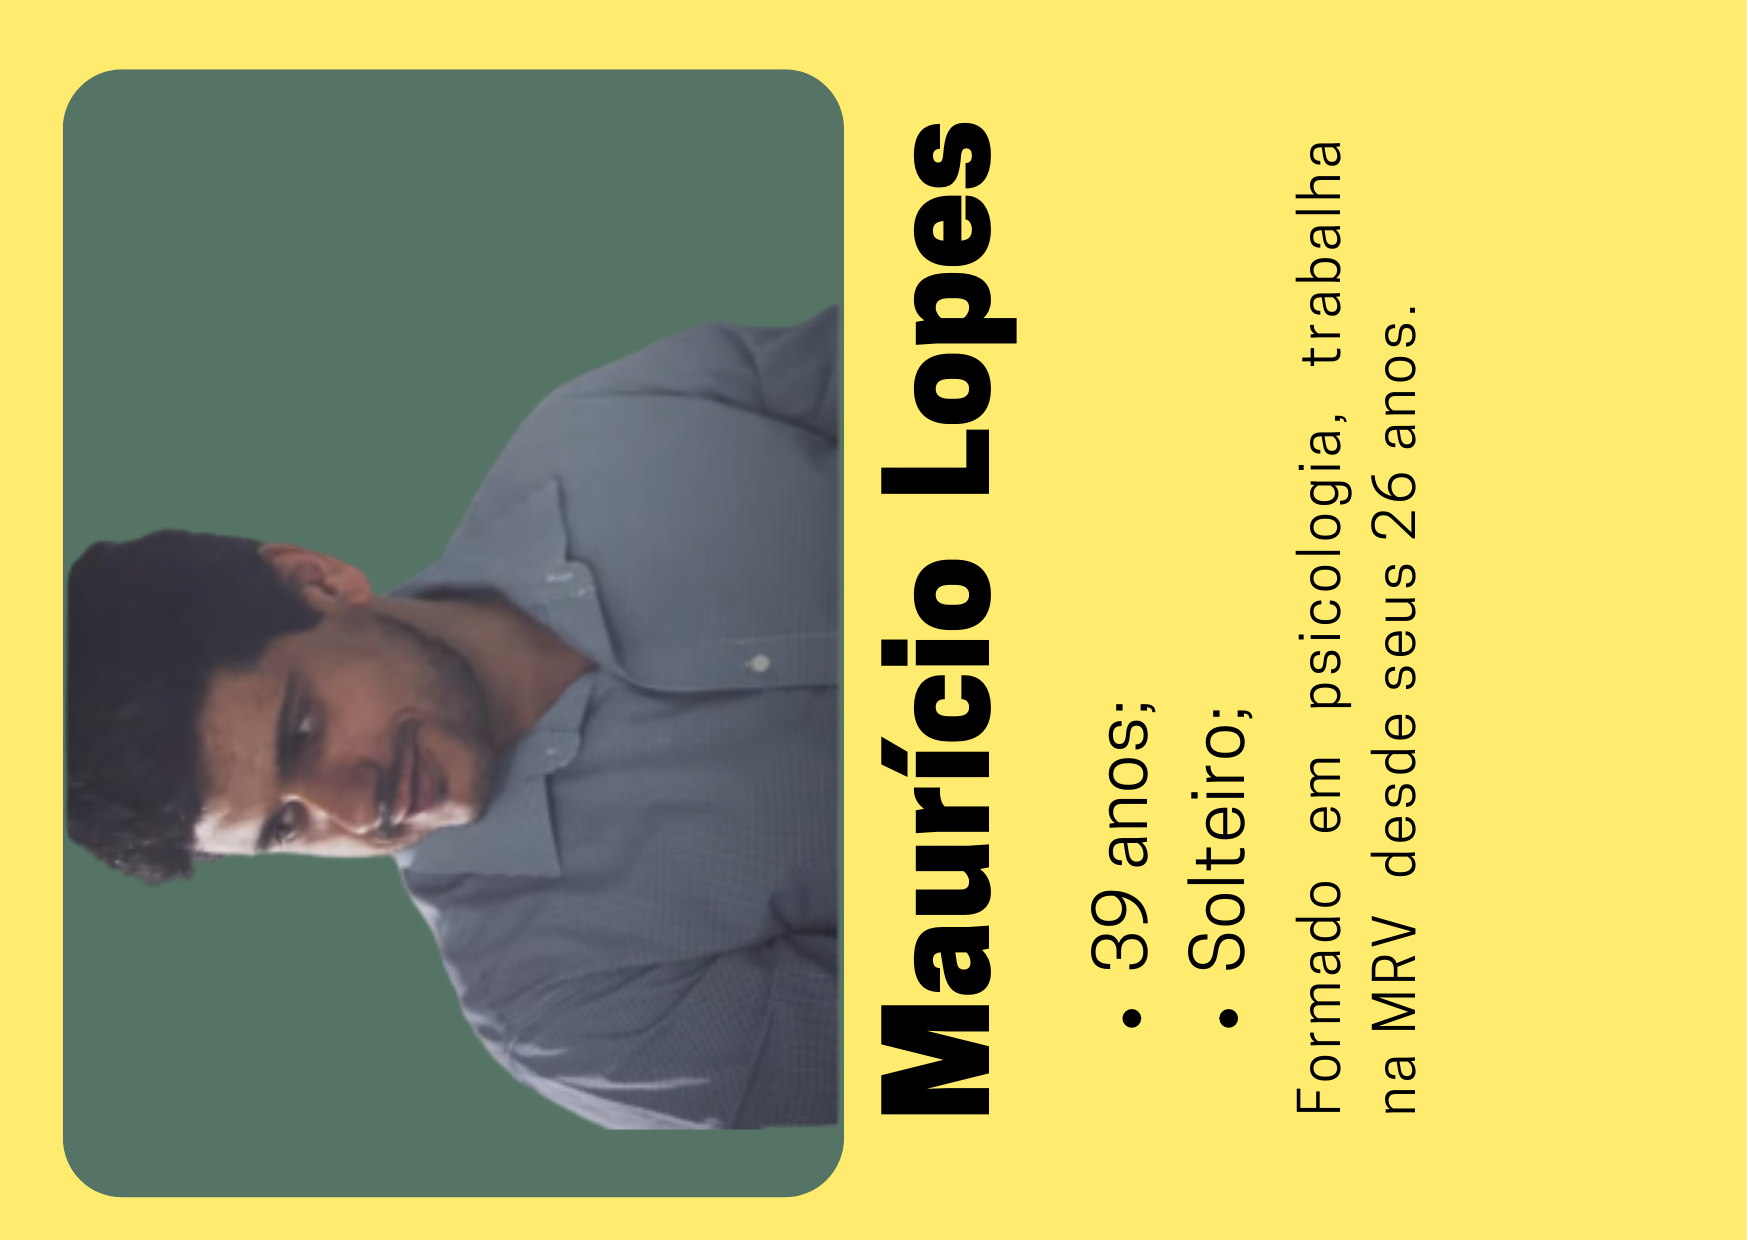 Maurício Lopes
• 39 anos;
• Solteiro;
Formado em psicologia, trabalha
na MRV desde seus 26 anos.